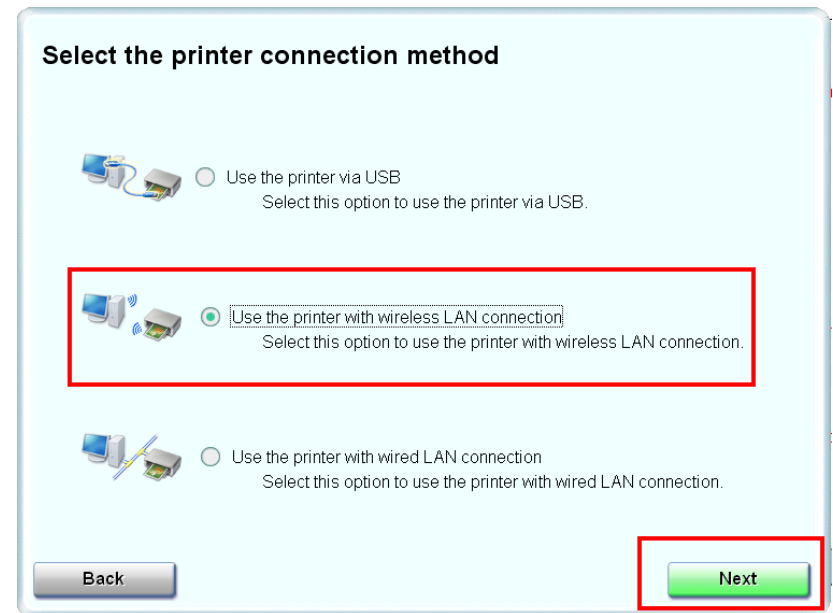 Select the printer connection method
Use the printer via USB
Select this option to use the printer via USB.
Use the printer with wireless LAN connection
Select this option to use the printer with wireless LAN connection.
Use the printer with wired LAN connection
Select this option to use the printer with wired LAN connection.
Back
Next